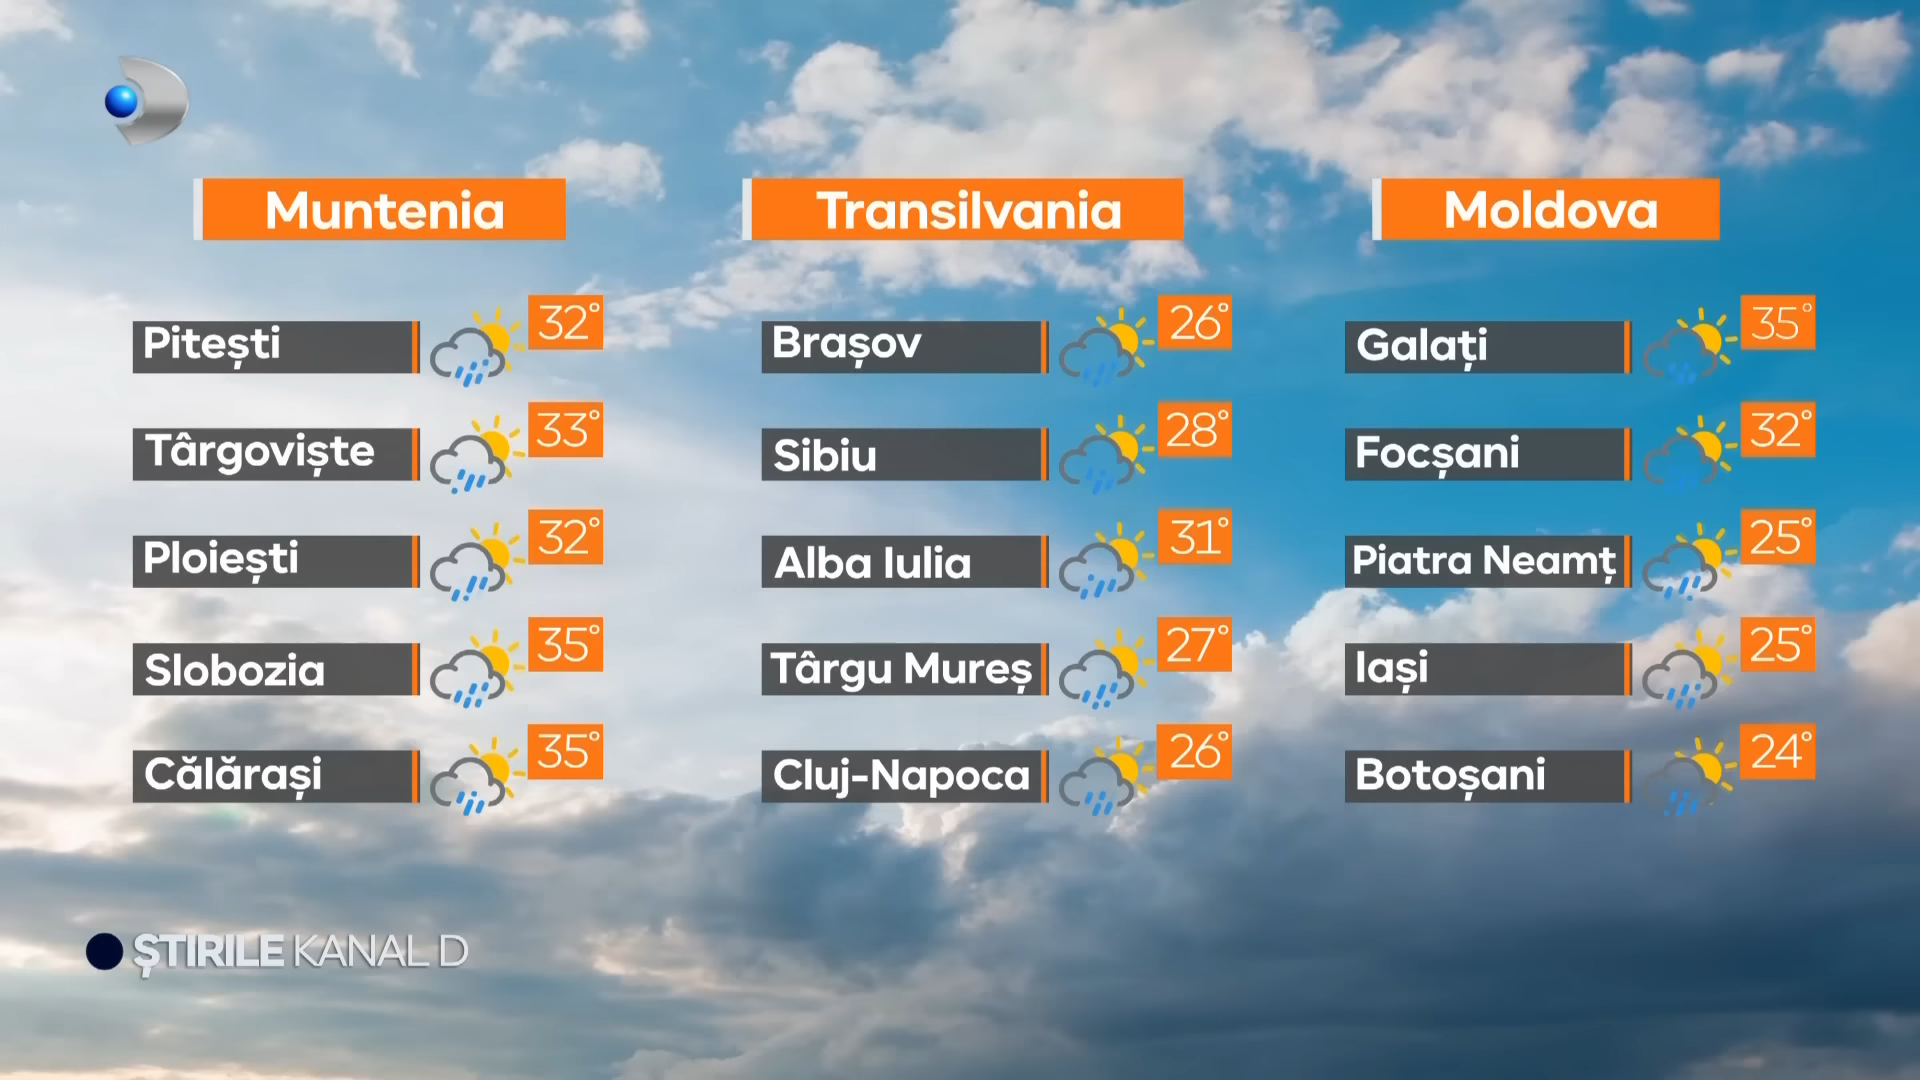 Muntenia
Pitești 32°
Târgoviște 33°
Ploiești 32°
Slobozia 35°
Călărași 35°
Transilvania
Brașov 26°
Sibiu 28°
Alba Iulia 31°
Târgu Mureș 27°
Cluj-Napoca 26°
Moldova
Galați 35°
Focșani 32°
Piatra Neamț 25°
Iași 25°
Botoșani 24°
ȘTIRILE KANAL D